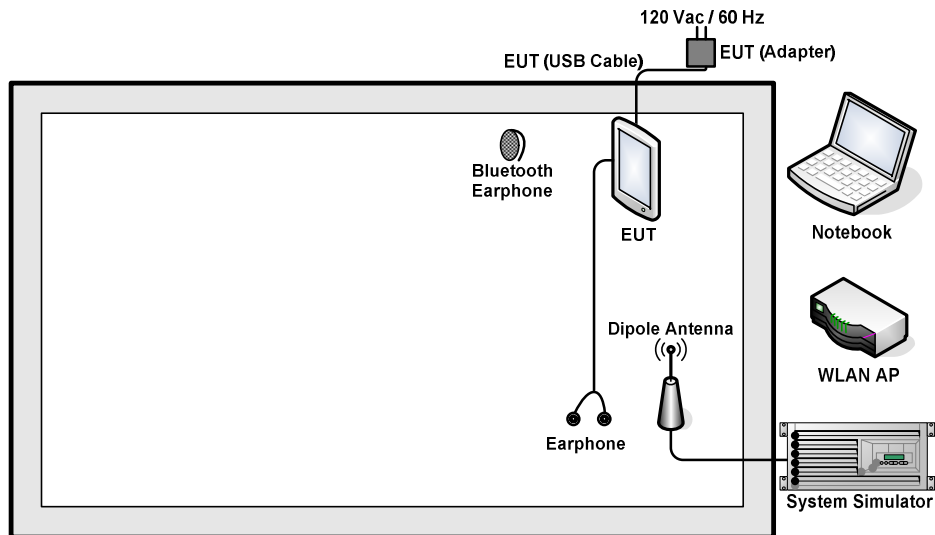 120 Vac / 60 Hz
EUT (USB Cable)
EUT (Adapter)
Bluetooth
Earphone
EUT
Notebook
Dipole Antenna
WLAN AP
Earphone
System Simulator